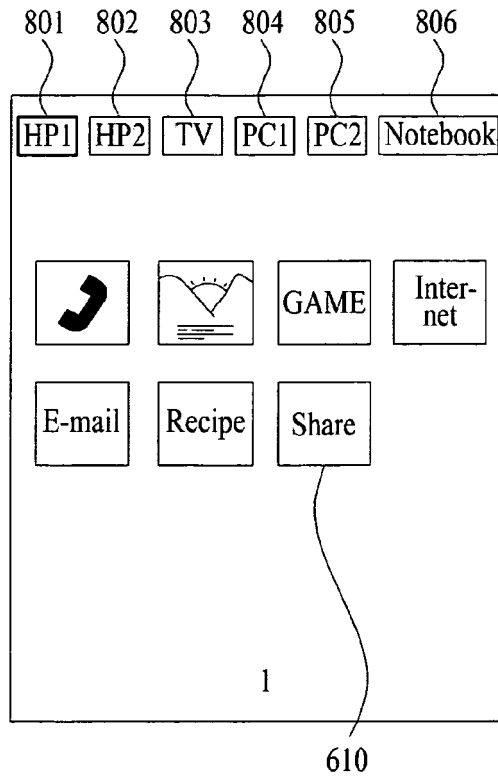 801 802 803 804 805 806
HP1 HP2 TV PC1 PC2 Notebook
GAME Inter-
net
E-mail Recipe Share
1
610